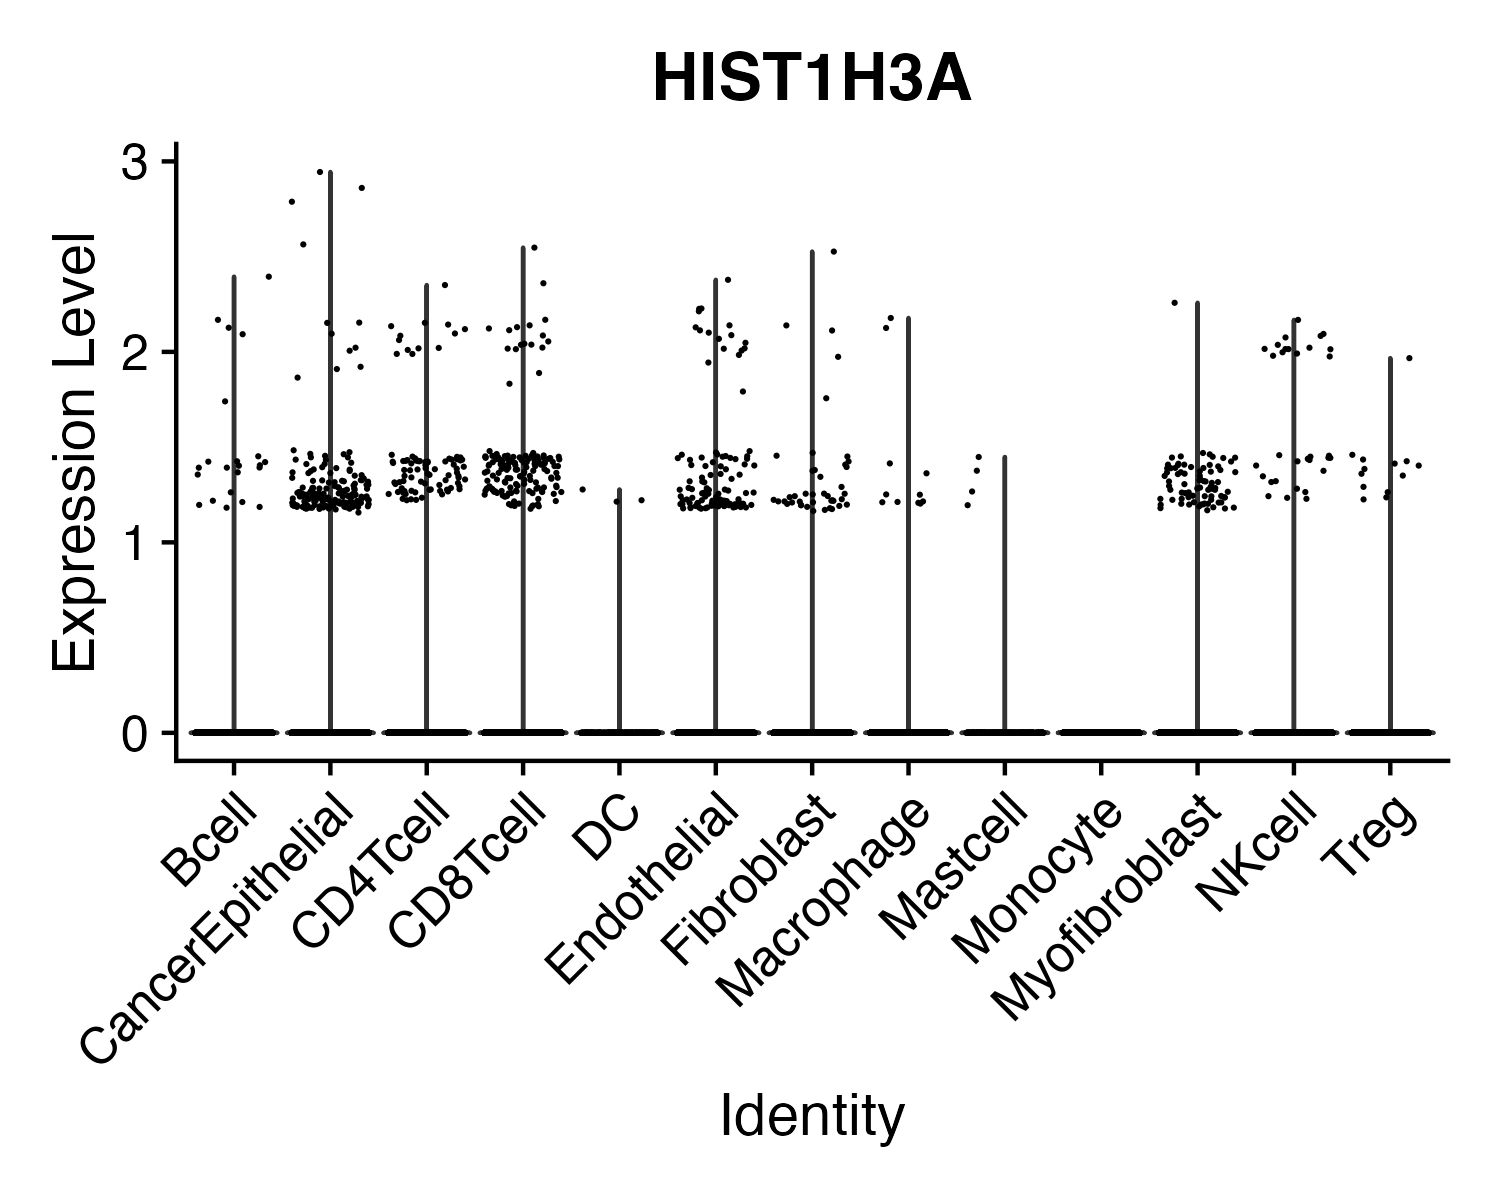 HIST1H3A
Expression Level
3
2
1
0
Bcell
CancerEpithelial
CD4Tcell
CD8Tcell
DC
Endothelial
Fibroblast
Macrophage
Mastcell
Monocyte
Myofibroblast
NKcell
Treg
Identity